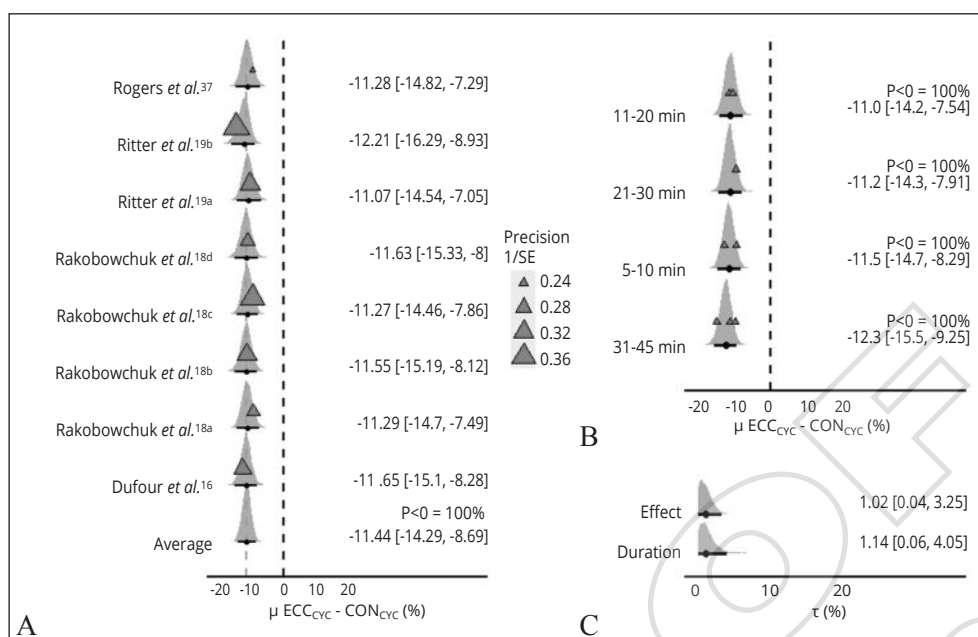 Rogers et al.37 -11.28 [-14.82, -7.29]
Ritter et al.19b -12.21 [-16.29, -8.93]
Ritter et al.19a -11.07 [-14.54, -7.05]
Rakobowchuk et al.18d -11.63 [-15.33, -8]
Rakobowchuk et al.18c -11.27 [-14.46, -7.86]
Rakobowchuk et al.18b -11.55 [-15.19, -8.12]
Rakobowchuk et al.18a -11.29 [-14.7, -7.49]
Dufour et al.16 -11 .65 [-15.1, -8.28]
P<0 = 100%
Average -11.44 [-14.29, -8.69]
-20 -10 0 10 20
μ ECCCYC - CONCYC (%)
A
Precision
1/SE
0.24
0.28
0.32
0.36
P<0 = 100%
11-20 min -11.0 [-14.2, -7.54]
P<0 = 100%
21-30 min -11.2 [-14.3, -7.91]
P<0 = 100%
5-10 min -11.5 [-14.7, -8.29]
P<0 = 100%
31-45 min -12.3 [-15.5, -9.25]
-20 -10 0 10 20
μ ECCCYC - CONCYC (%)
B
Effect 1.02 [0.04, 3.25]
Duration 1.14 [0.06, 4.05]
0 10 20
τ (%)
C